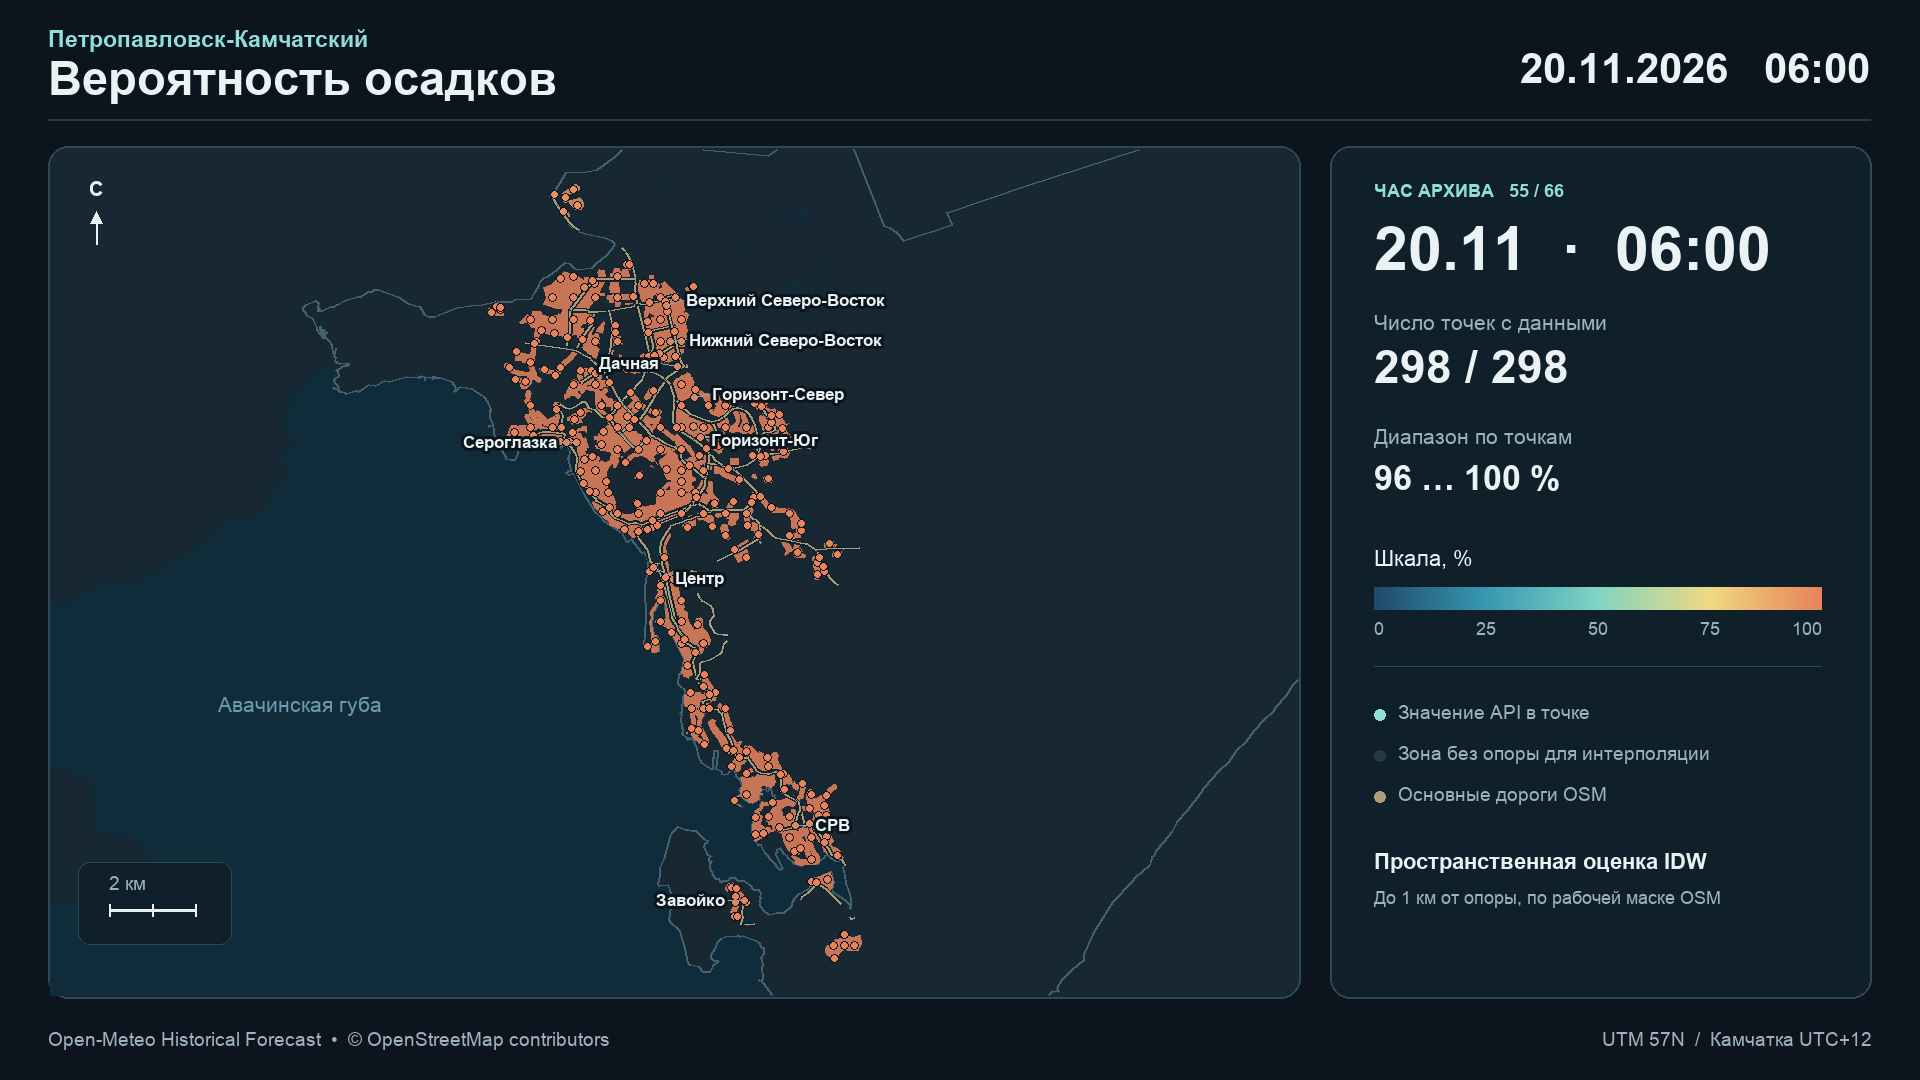 Петропавловск-Камчатский
Вероятность осадков
20.11.2026 06:00
С
Верхний Северо-Восток
Нижний Северо-Восток
Дачная
Горизонт-Север
Горизонт-Юг
Сероглазка
Центр
Авачинская губа
СРВ
Завойко
2 км
ЧАС АРХИВА 55 / 66
20.11 · 06:00
Число точек с данными
298 / 298
Диапазон по точкам
96 … 100 %
Шкала, %
0 25 50 75 100
Значение API в точке
Зона без опоры для интерполяции
Основные дороги OSM
Пространственная оценка IDW
До 1 км от опоры, по рабочей маске OSM
Open-Meteo Historical Forecast • © OpenStreetMap contributors
UTM 57N / Камчатка UTC+12